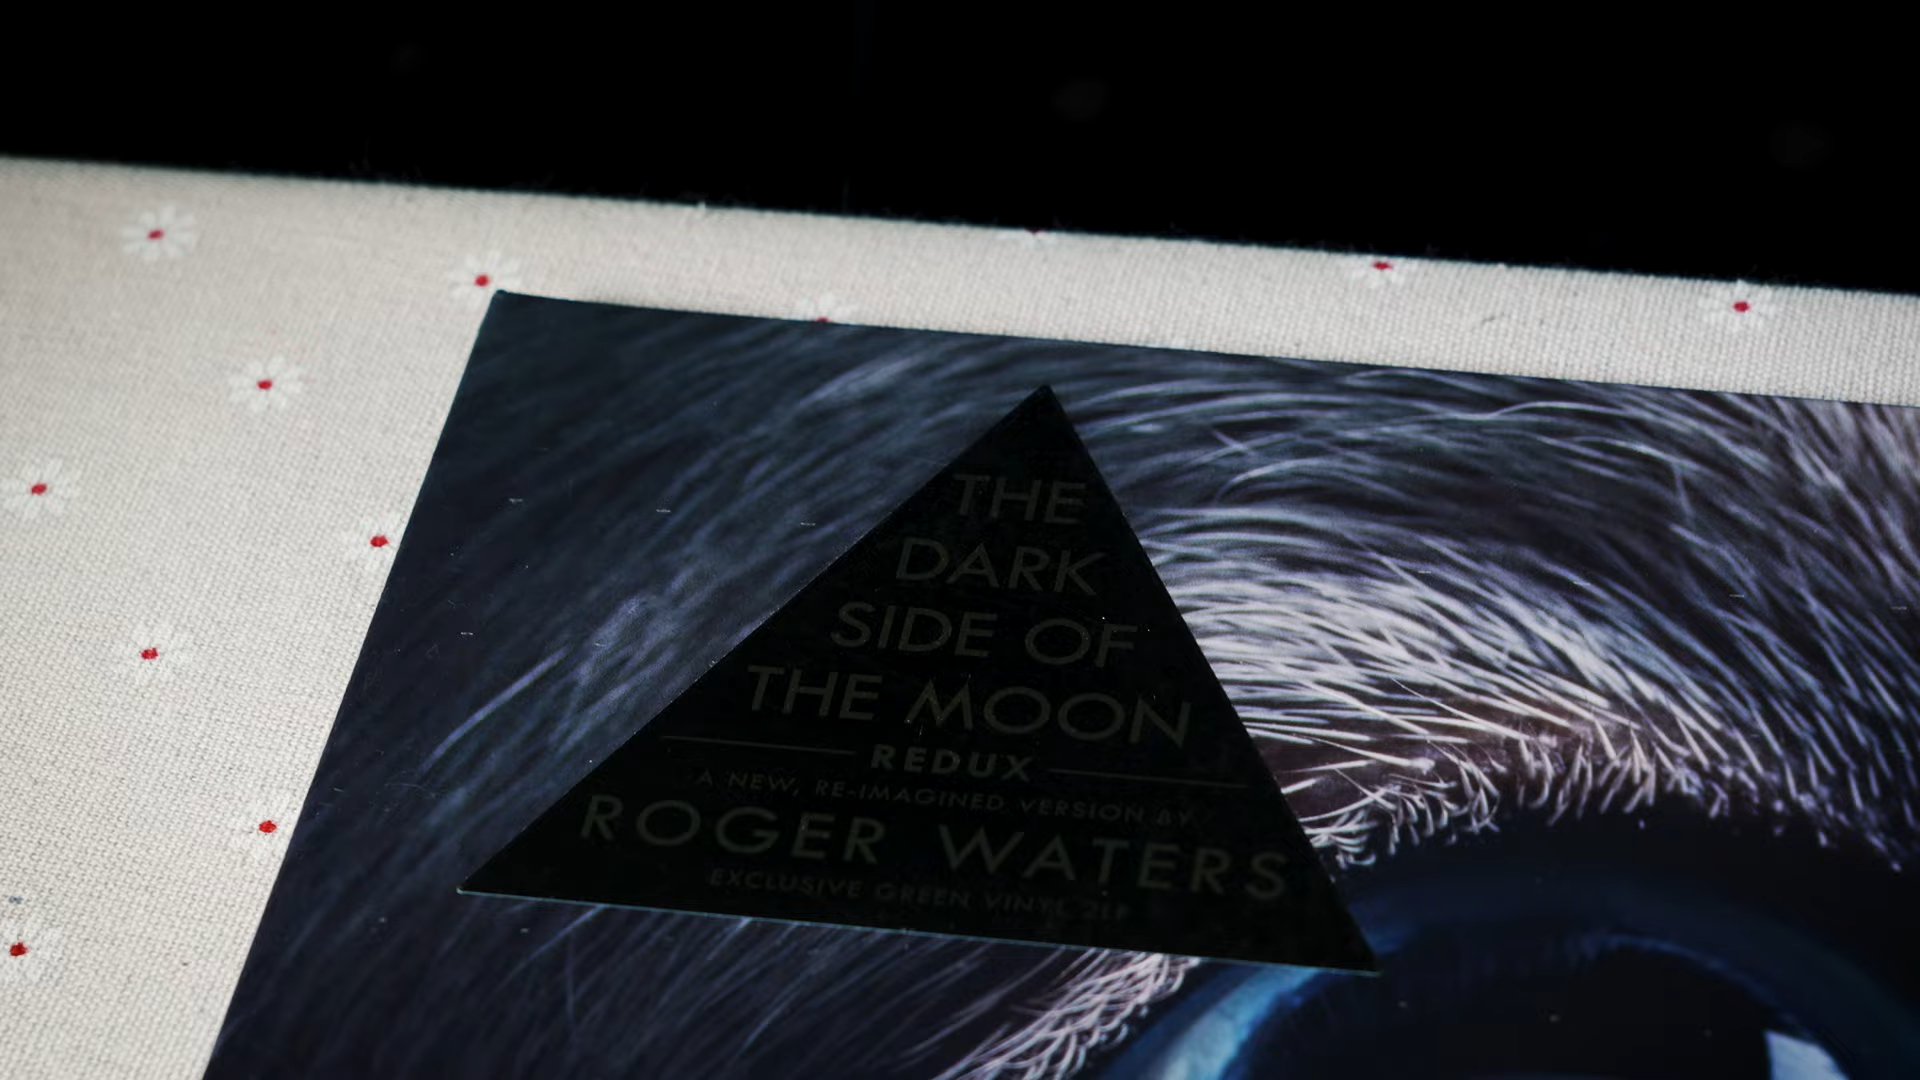 THE
DARK
SIDE OF
THE MOON
REDUX
A NEW, RE-IMAGINED VERSION BY
ROGER WATERS
EXCLUSIVE GREEN VINYL 2LP